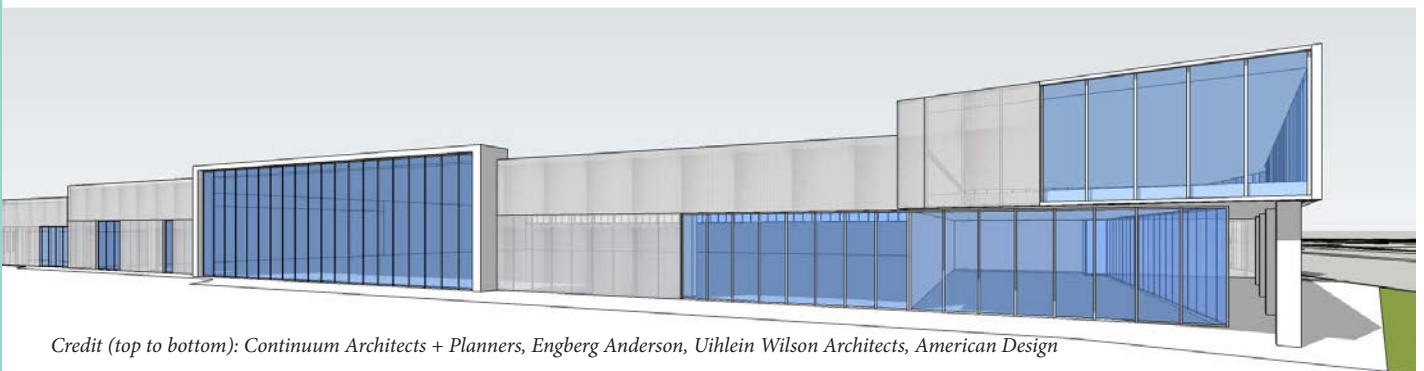 Credit (top to bottom): Continuum Architects + Planners, Engberg Anderson, Uihlein Wilson Architects, American Design